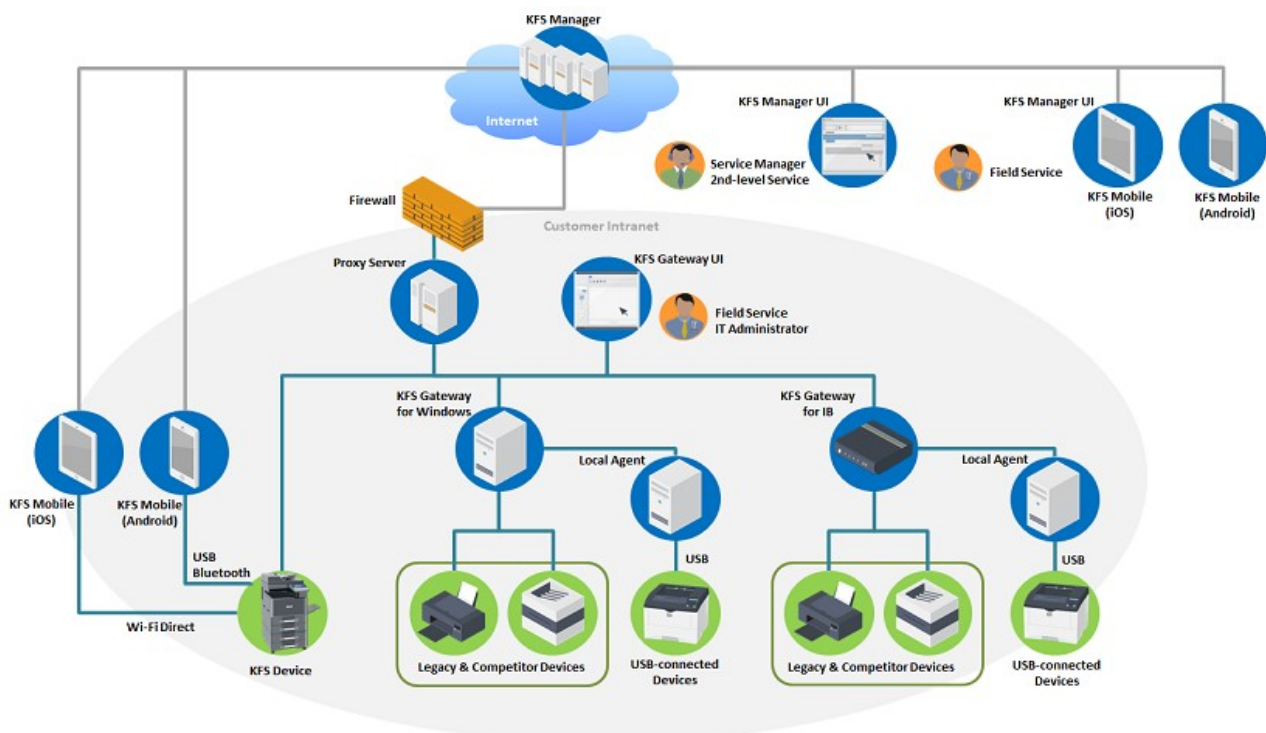 KFS Manager
Internet
KFS Manager UI
Service Manager
2nd-level Service
KFS Manager UI
Field Service
KFS Mobile
(iOS)
KFS Mobile
(Android)
Firewall
Customer Intranet
Proxy Server
KFS Gateway UI
Field Service
IT Administrator
KFS Gateway
for Windows
KFS Gateway
for IB
Local Agent
Local Agent
KFS Mobile
(iOS)
KFS Mobile
(Android)
USB
Bluetooth
USB
USB
Wi-Fi Direct
KFS Device
Legacy & Competitor Devices
USB-connected
Devices
Legacy & Competitor Devices
USB-connected
Devices